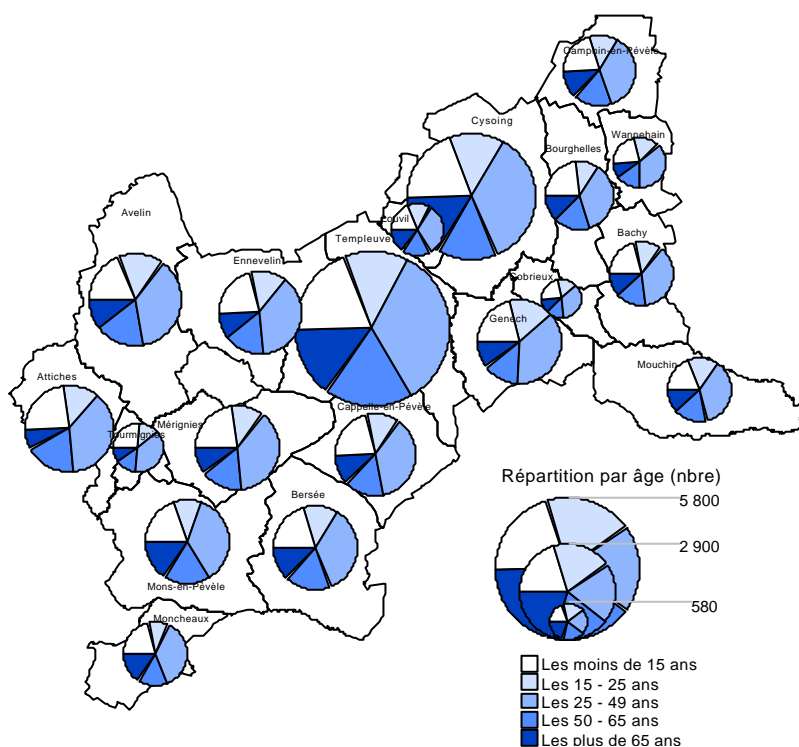 Camphin-en-Pévèle
Cysoing
Wannehain
Bourghelles
Avelin
Louvil
Bachy
Templeuve
Ennevelin
Cobrieux
Genech
Mouchin
Attiches
Cappelle-en-Pévèle
Mérignies
Tourmignies
Bersée
Mons-en-Pévèle
Moncheaux
Répartition par âge (nbre)
5 800
2 900
580
Les moins de 15 ans
Les 15 - 25 ans
Les 25 - 49 ans
Les 50 - 65 ans
Les plus de 65 ans